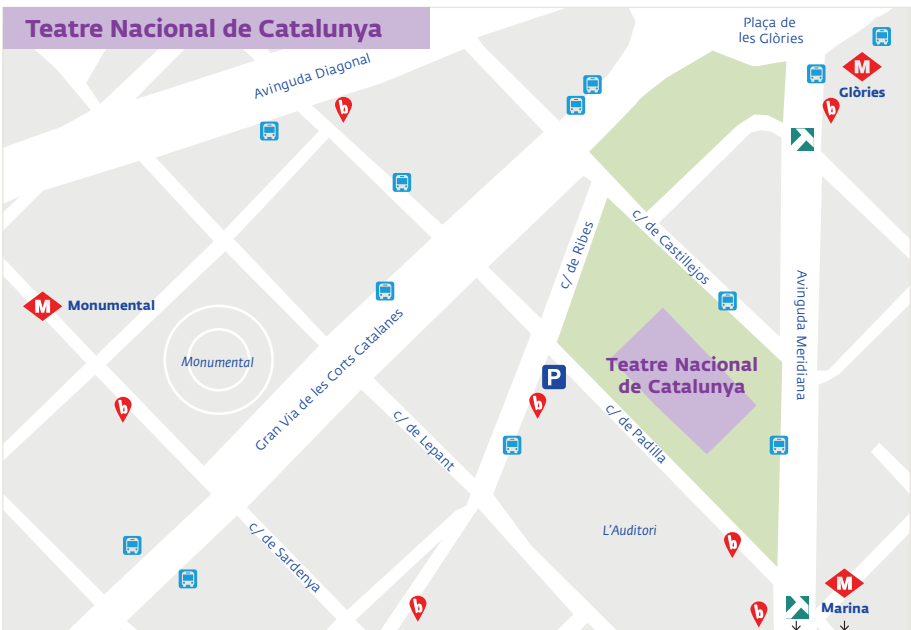 Teatre Nacional de Catalunya
Plaça de
les Glòries
Avinguda Diagonal
M
Glòries
b
b
c/ de Ribes
c/ de Castillejos
Avinguda Meridiana
M
Monumental
Monumental
Gran Via de les Corts Catalanes
Teatre Nacional
de Catalunya
P
b
b
c/ de Lepant
c/ de Padilla
L'Auditori
b
c/ de Sardenya
M
Marina
b
b